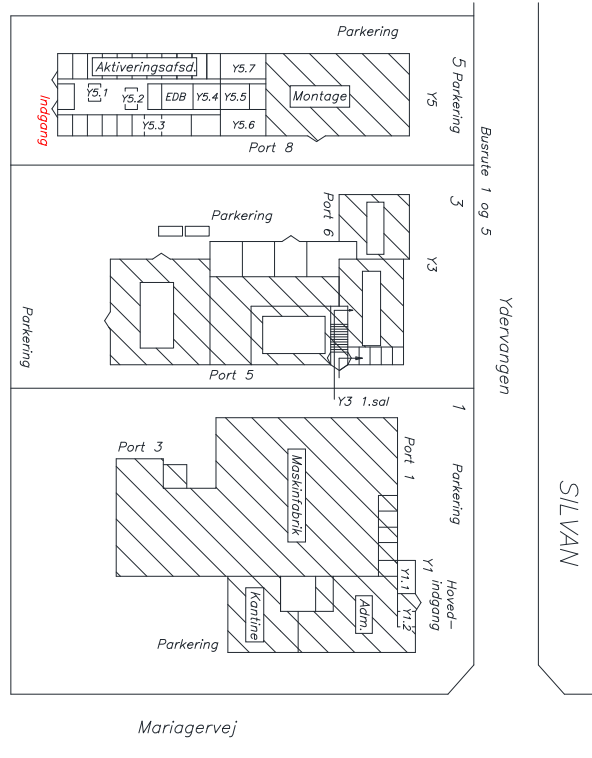 Parkering
Aktiveringsafsd.
Y5.7
5 Parkering
Y5
Y5.1
Y5.2
EDB
Y5.4
Y5.5
Montage
Indgang
Y5.3
Y5.6
Port 8
Busrute 1 og 5
3
Port 6
Parkering
Y3
Ydervangen
Parkering
Port 5
Y3 1.sal
1
Port 3
Port 1
Parkering
Maskinfabrik
SILVAN
Y1
Hoved-
indgang
Y1.1
Y1.2
Kantine
Adm.
Parkering
Mariagervej